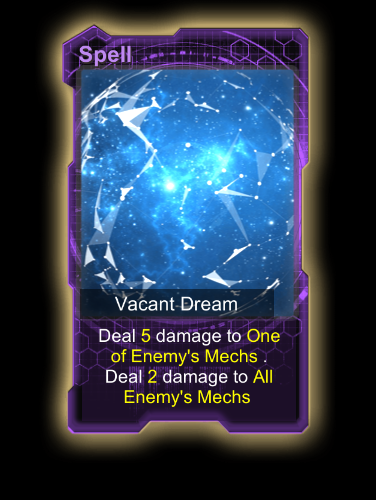 Spell
Vacant Dream
Deal 5 damage to One
of Enemy's Mechs .
Deal 2 damage to All
Enemy's Mechs